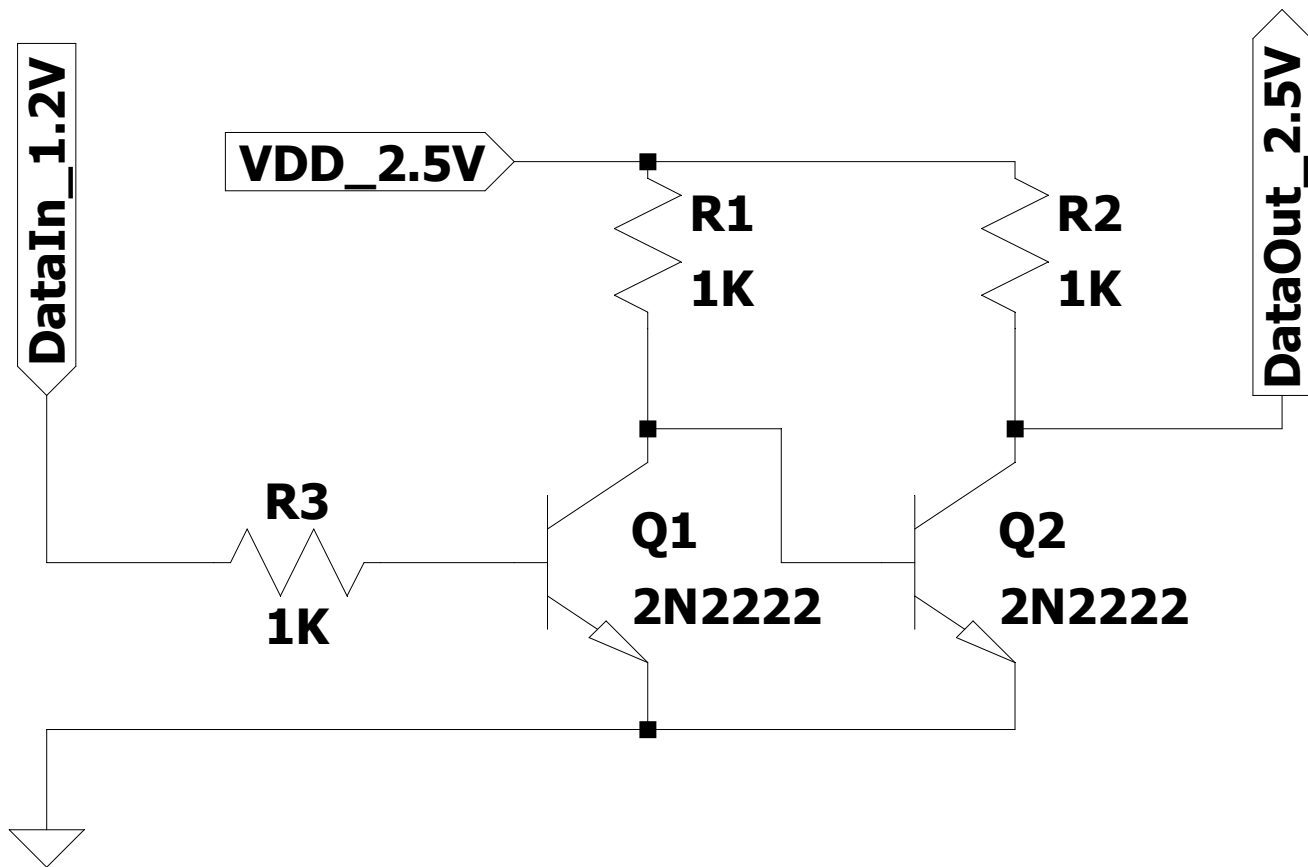 DataIn_1.2V
VDD_2.5V
R1
1K
R2
1K
DataOut_2.5V
R3
1K
Q1
2N2222
Q2
2N2222